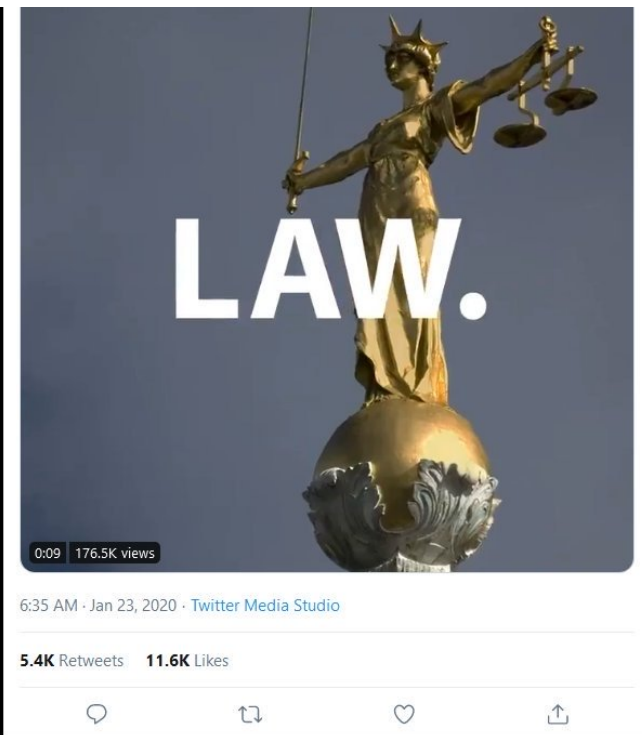 LAW.
0:09 176.5K views
6:35 AM · Jan 23, 2020 · Twitter Media Studio
5.4K Retweets 11.6K Likes